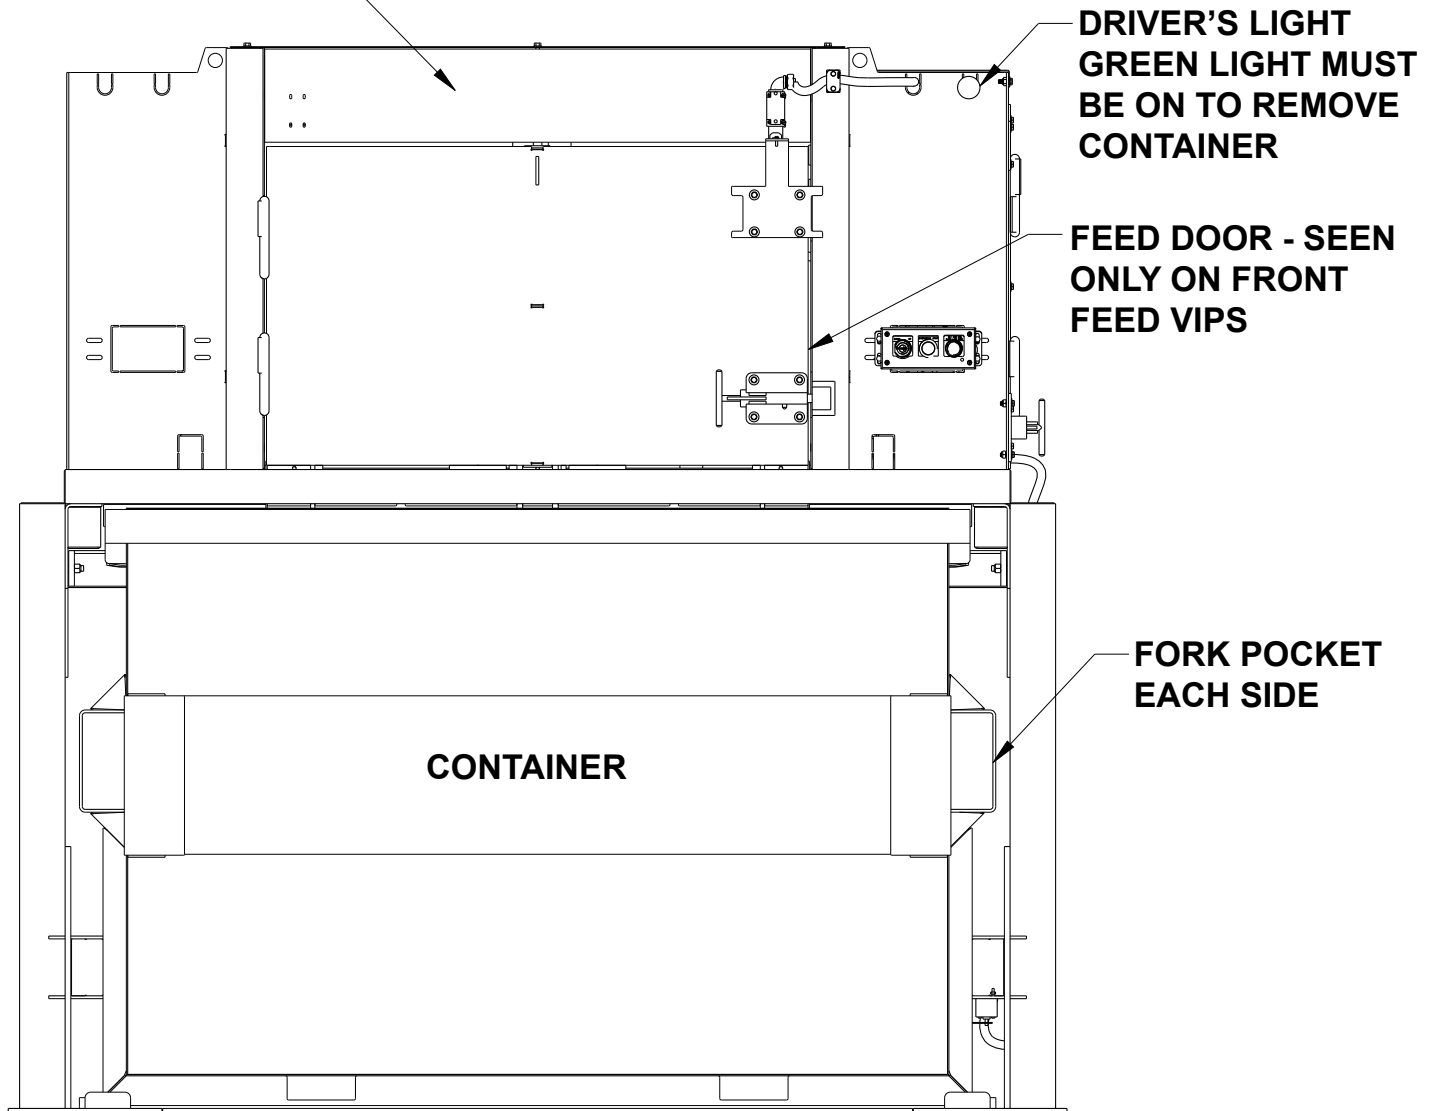 DRIVER’S LIGHT
GREEN LIGHT MUST
BE ON TO REMOVE
CONTAINER
FEED DOOR - SEEN
ONLY ON FRONT
FEED VIPS
FORK POCKET
EACH SIDE
CONTAINER